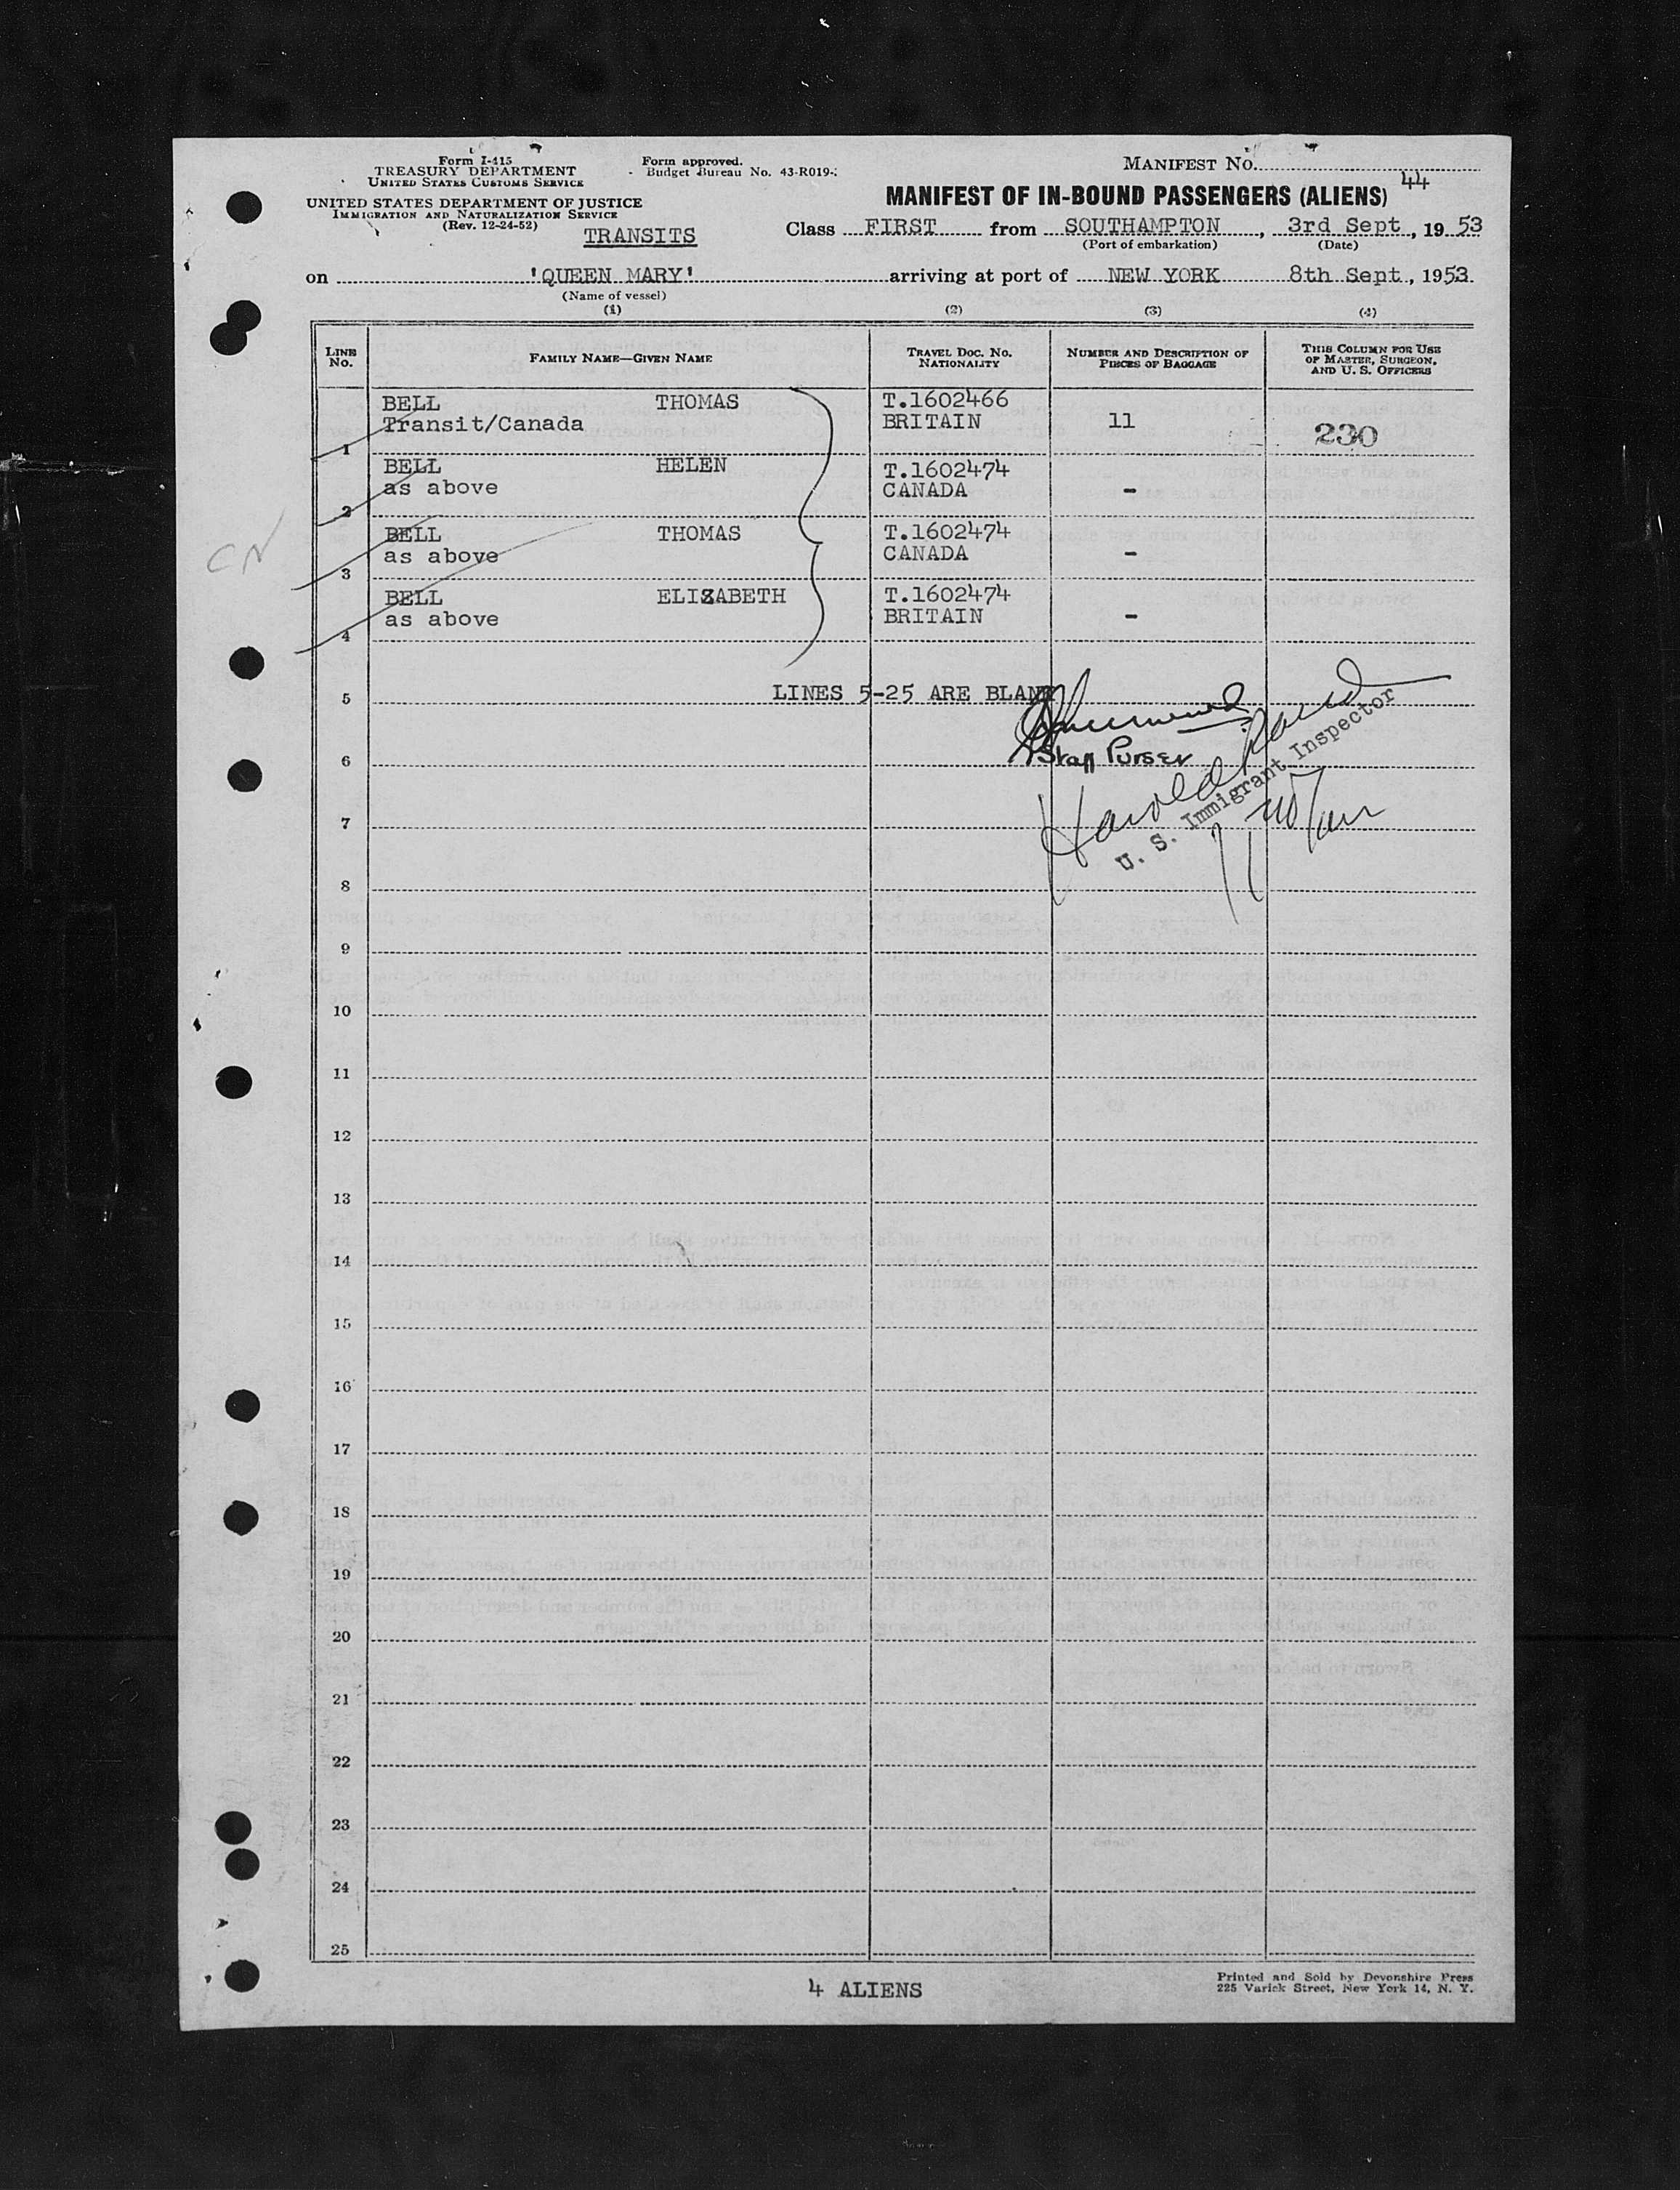 Form I-415
TREASURY DEPARTMENT
UNITED STATES CUSTOMS SERVICE
UNITED STATES DEPARTMENT OF JUSTICE
IMMIGRATION AND NATURALIZATION SERVICE
(Rev. 12-24-52)
TRANSITS
Form approved.
Budget Bureau No. 43-R019-
MANIFEST No.
44
MANIFEST OF IN-BOUND PASSENGERS (ALIENS)
Class FIRST from SOUTHAMPTON, 3rd Sept, 1953
(Port of embarkation) (Date)
on 'QUEEN MARY' arriving at port of NEW YORK 8th Sept, 1953.
(Name of vessel)
(1) (2) (3) (4)
LINE No. FAMILY NAME—GIVEN NAME TRAVEL DOC. No. NATIONALITY NUMBER AND DESCRIPTION OF PIECES OF BAGGAGE THIS COLUMN FOR USE OF MASTER, SURGEON, AND U. S. OFFICERS
BELL THOMAS T.1602466
Transit/Canada BRITAIN 11 230
1
BELL HELEN T.1602474
as above CANADA -
2
BELL THOMAS T.1602474
as above CANADA -
CN
3
BELL ELIZABETH T.1602474
as above BRITAIN -
4
5 LINES 5-25 ARE BLANK
6 Staff Purser
Harold
U. S. Immigrant Inspector
7
8
9
10
11
12
13
14
15
16
17
18
19
20
21
22
23
24
25
4 ALIENS
Printed and Sold by Devonshire Press
225 Varick Street, New York 14, N. Y.